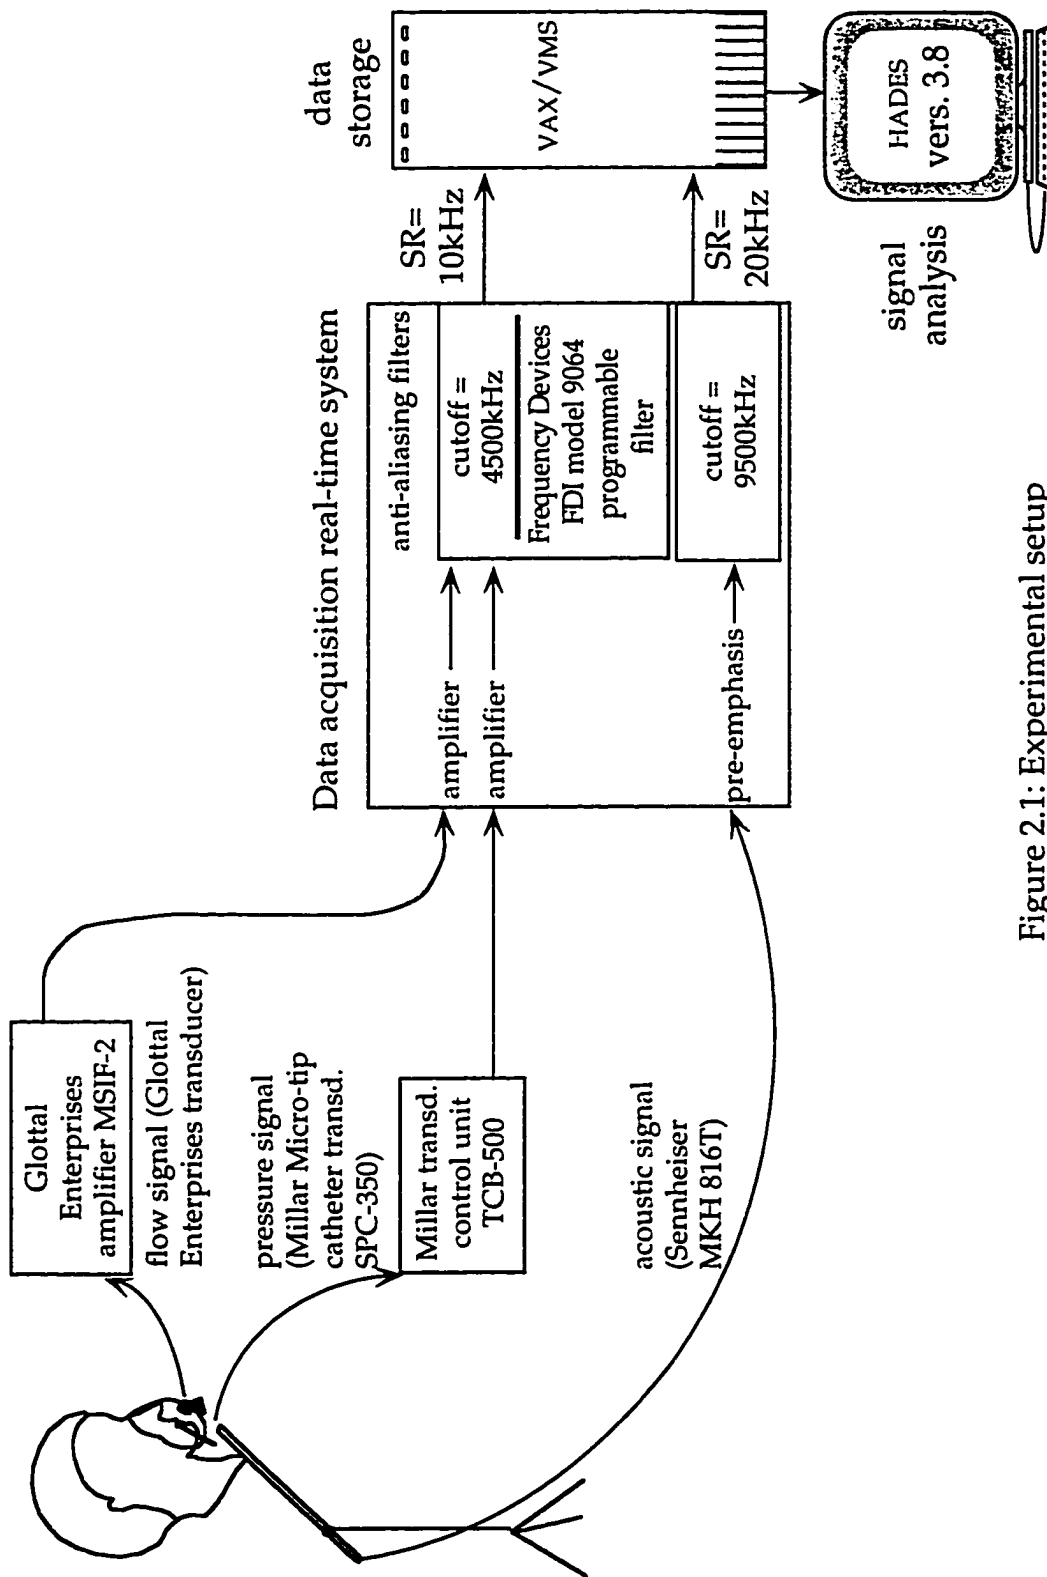 Glottal
Enterprises
amplifier MSIF-2
flow signal (Glottal
Enterprises transducer)
pressure signal
(Millar Micro-tip
catheter transd.
SPC-350)
Millar transd.
control unit
TCB-500
acoustic signal
(Sennheiser
MKH 816T)
Data acquisition real-time system
anti-aliasing filters
amplifier
amplifier
pre-emphasis
cutoff =
4500kHz
Frequency Devices
FDI model 9064
programmable
filter
cutoff =
9500kHz
SR=
10kHz
SR=
20kHz
data
storage
VAX/VMS
signal
analysis
HADES
vers. 3.8
Figure 2.1: Experimental setup